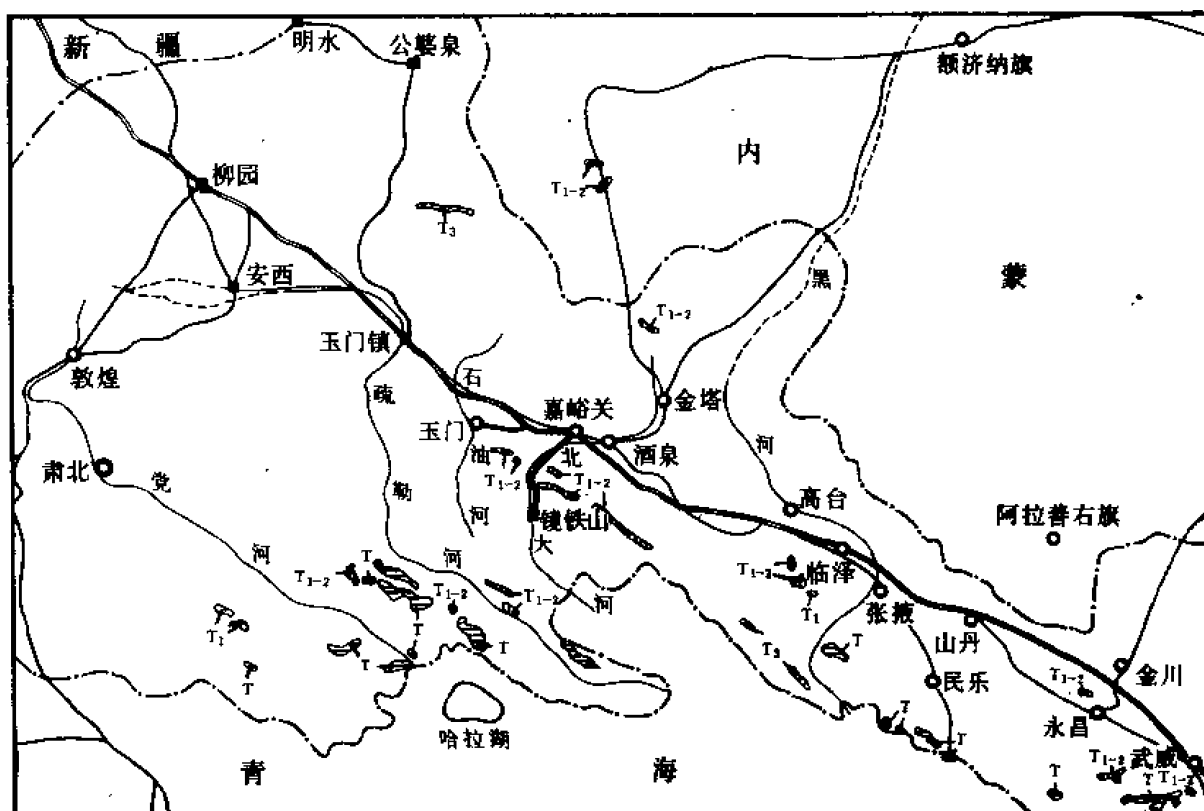 新疆
明水
公婆泉
额济纳旗
内
柳园
T₁₋₂
T₃
安西
黑
蒙
T₁₋₂
玉门镇
敦煌
疏
石
金塔
嘉峪关
玉门
酒泉
河
油
北
肃北
党
T₁₋₂
T₁₋₂
勒
高台
河
镜铁山
阿拉善右旗
大
河
河
T
T₁₋₂
临泽
T₁₋₂
T₁₋₂
T₁₋₂
河
T₁
张掖
T
山丹
T
T
T
T
金川
T₁₋₂
民乐
永昌
哈拉湖
T
T
武威
T₁₋₂
T₁₋₂
T
T
青
海